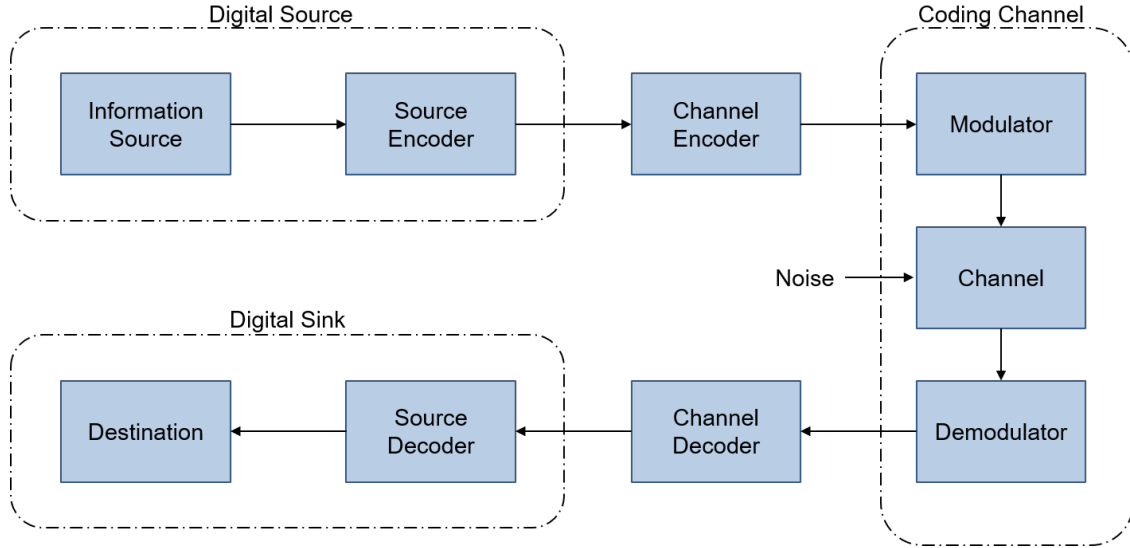 Digital Source
Coding Channel
Information
Source
Source
Encoder
Channel
Encoder
Modulator
Noise
Channel
Digital Sink
Destination
Source
Decoder
Channel
Decoder
Demodulator